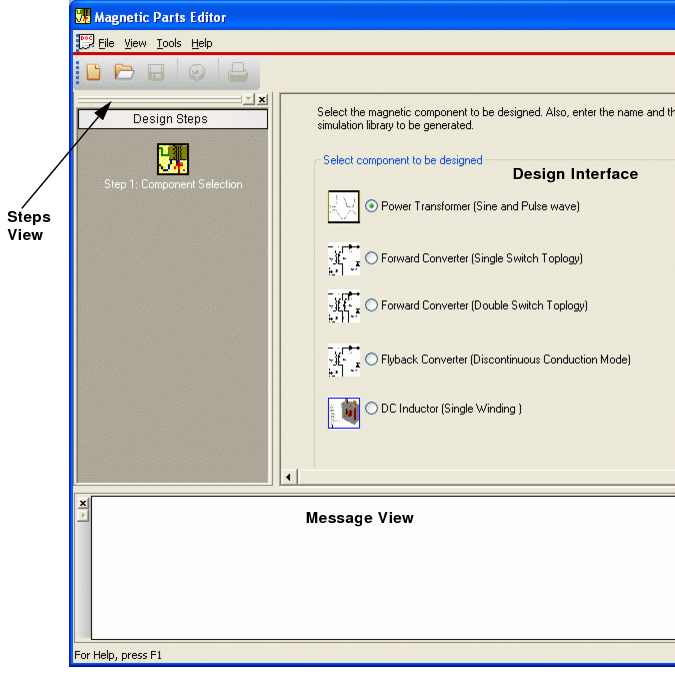 Magnetic Parts Editor
File View Tools Help
Design Steps
Step 1: Component Selection
Steps
View
Select the magnetic component to be designed. Also, enter the name and
simulation library to be generated.
Select component to be designed
Design Interface
Power Transformer (Sine and Pulse wave)
Forward Converter (Single Switch Toplogy)
Forward Converter (Double Switch Toplogy)
Flyback Converter (Discontinuous Conduction Mode)
DC Inductor (Single Winding )
Message View
For Help, press F1